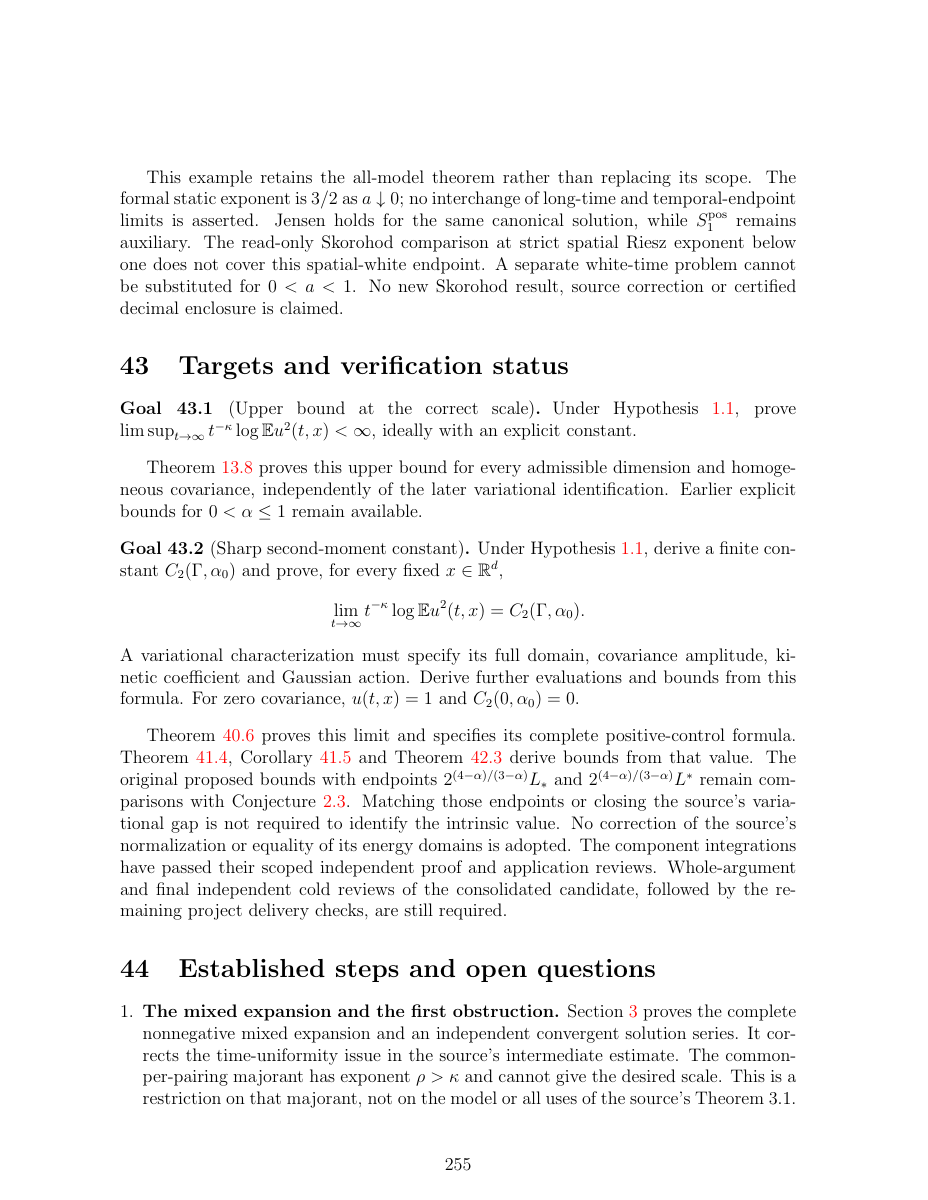 This example retains the all-model theorem rather than replacing its scope. The
formal static exponent is 3/2 as a ↓ 0; no interchange of long-time and temporal-endpoint
limits is asserted. Jensen holds for the same canonical solution, while S₁ᵖᵒˢ remains
auxiliary. The read-only Skorohod comparison at strict spatial Riesz exponent below
one does not cover this spatial-white endpoint. A separate white-time problem cannot
be substituted for 0 < a < 1. No new Skorohod result, source correction or certified
decimal enclosure is claimed.
43 Targets and verification status
Goal 43.1 (Upper bound at the correct scale). Under Hypothesis 1.1, prove
lim sup_{t→∞} t^{−κ} log 𝔼u²(t, x) < ∞, ideally with an explicit constant.
Theorem 13.8 proves this upper bound for every admissible dimension and homoge-
neous covariance, independently of the later variational identification. Earlier explicit
bounds for 0 < α ≤ 1 remain available.
Goal 43.2 (Sharp second-moment constant). Under Hypothesis 1.1, derive a finite con-
stant C₂(Γ, α₀) and prove, for every fixed x ∈ ℝᵈ,
lim_{t→∞} t^{−κ} log 𝔼u²(t, x) = C₂(Γ, α₀).
A variational characterization must specify its full domain, covariance amplitude, ki-
netic coefficient and Gaussian action. Derive further evaluations and bounds from this
formula. For zero covariance, u(t, x) = 1 and C₂(0, α₀) = 0.
Theorem 40.6 proves this limit and specifies its complete positive-control formula.
Theorem 41.4, Corollary 41.5 and Theorem 42.3 derive bounds from that value. The
original proposed bounds with endpoints 2^{(4−α)/(3−α)}L_* and 2^{(4−α)/(3−α)}L^* remain com-
parisons with Conjecture 2.3. Matching those endpoints or closing the source's varia-
tional gap is not required to identify the intrinsic value. No correction of the source's
normalization or equality of its energy domains is adopted. The component integrations
have passed their scoped independent proof and application reviews. Whole-argument
and final independent cold reviews of the consolidated candidate, followed by the re-
maining project delivery checks, are still required.
44 Established steps and open questions
1. The mixed expansion and the first obstruction. Section 3 proves the complete
nonnegative mixed expansion and an independent convergent solution series. It cor-
rects the time-uniformity issue in the source's intermediate estimate. The common-
per-pairing majorant has exponent ρ > κ and cannot give the desired scale. This is a
restriction on that majorant, not on the model or all uses of the source's Theorem 3.1.
255